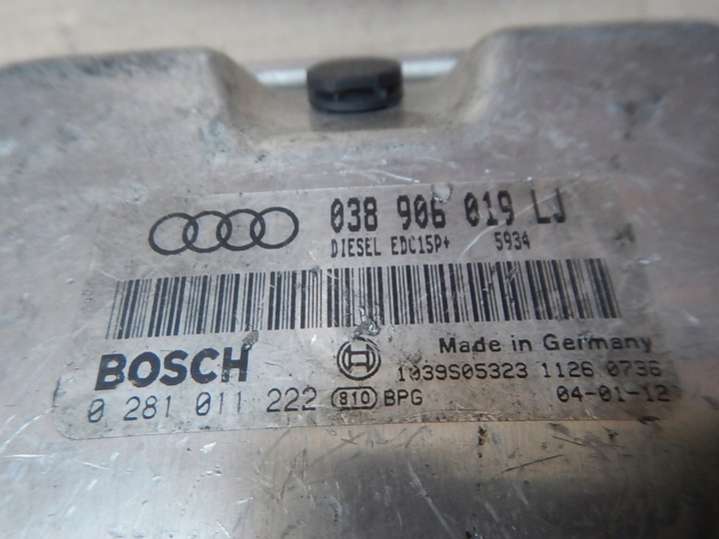 038 906 019 LJ
DIESEL EDC15P+ 5934
BOSCH
Made in Germany
1039S05323 1126 0736
0 281 011 222 810 BPG 04-01-12